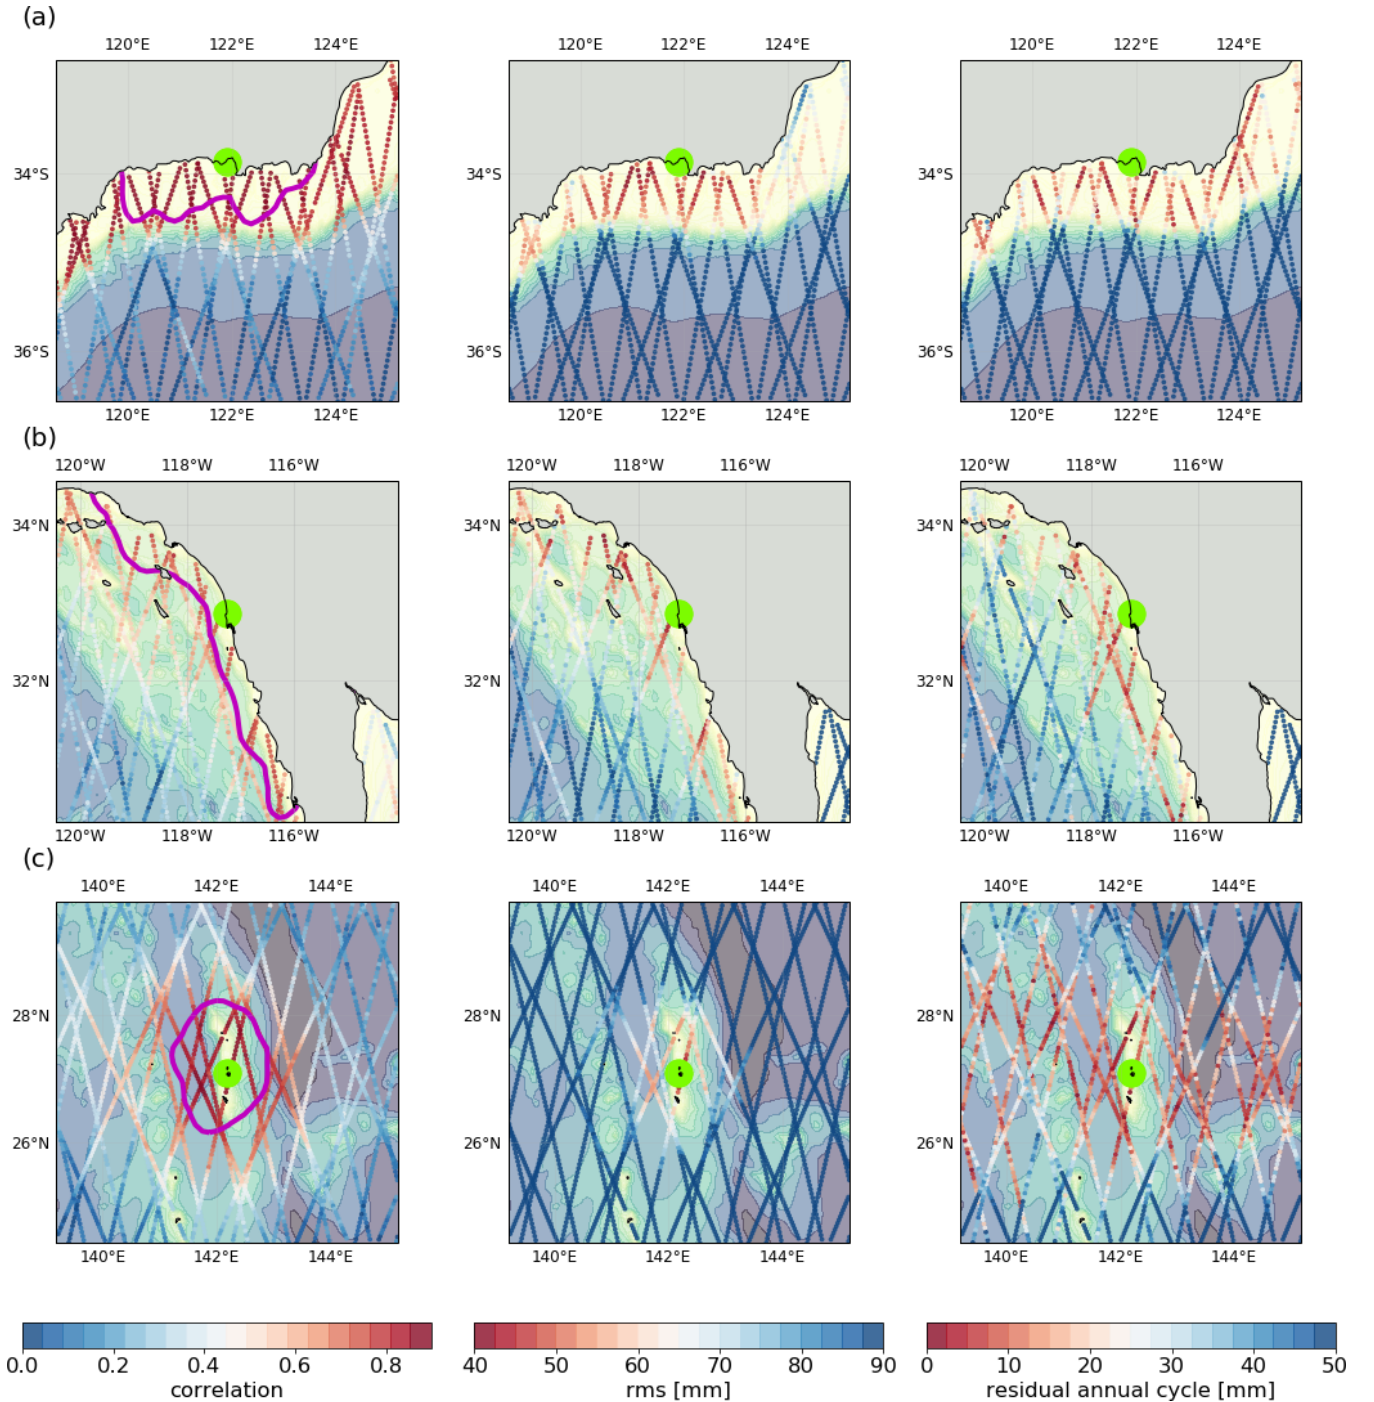 (a)
120°E 122°E 124°E 120°E 122°E 124°E 120°E 122°E 124°E
34°S 34°S 34°S
36°S 36°S 36°S
120°E 122°E 124°E 120°E 122°E 124°E 120°E 122°E 124°E
(b)
120°W 118°W 116°W 120°W 118°W 116°W 120°W 118°W 116°W
34°N 34°N 34°N
32°N 32°N 32°N
120°W 118°W 116°W 120°W 118°W 116°W 120°W 118°W 116°W
(c)
140°E 142°E 144°E 140°E 142°E 144°E 140°E 142°E 144°E
28°N 28°N 28°N
26°N 26°N 26°N
140°E 142°E 144°E 140°E 142°E 144°E 140°E 142°E 144°E
0.0 0.2 0.4 0.6 0.8 40 50 60 70 80 90 0 10 20 30 40 50
correlation rms [mm] residual annual cycle [mm]